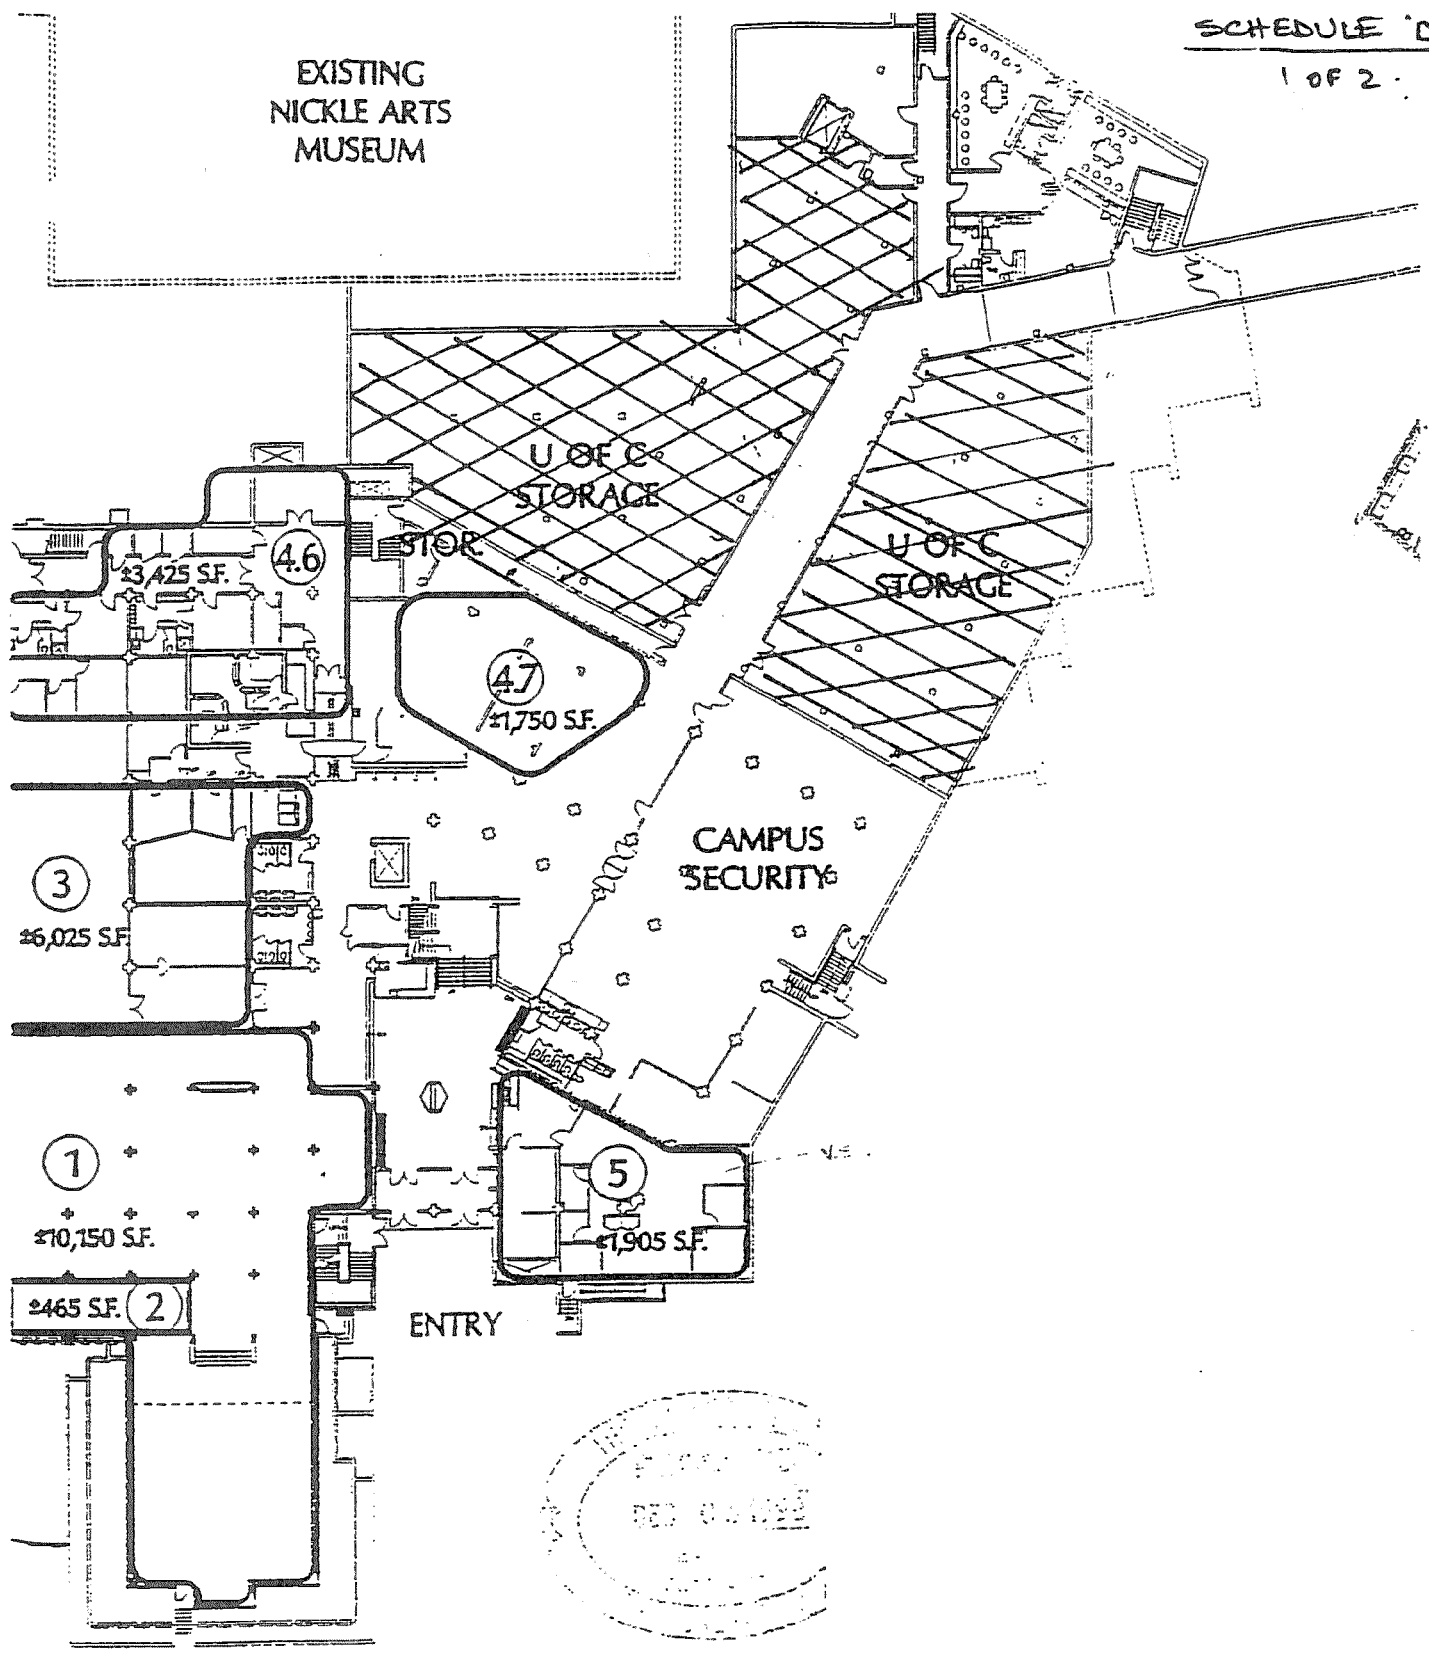 SCHEDULE
1 OF 2.
EXISTING
NICKLE ARTS
MUSEUM
U OF C
STORAGE
STOR.
U OF C
STORAGE
4.6
±3,425 S.F.
4.7
±1,750 S.F.
CAMPUS
SECURITY
3
±6,025 S.F.
1
±10,150 S.F.
5
±1,905 S.F.
±465 S.F.
2
ENTRY